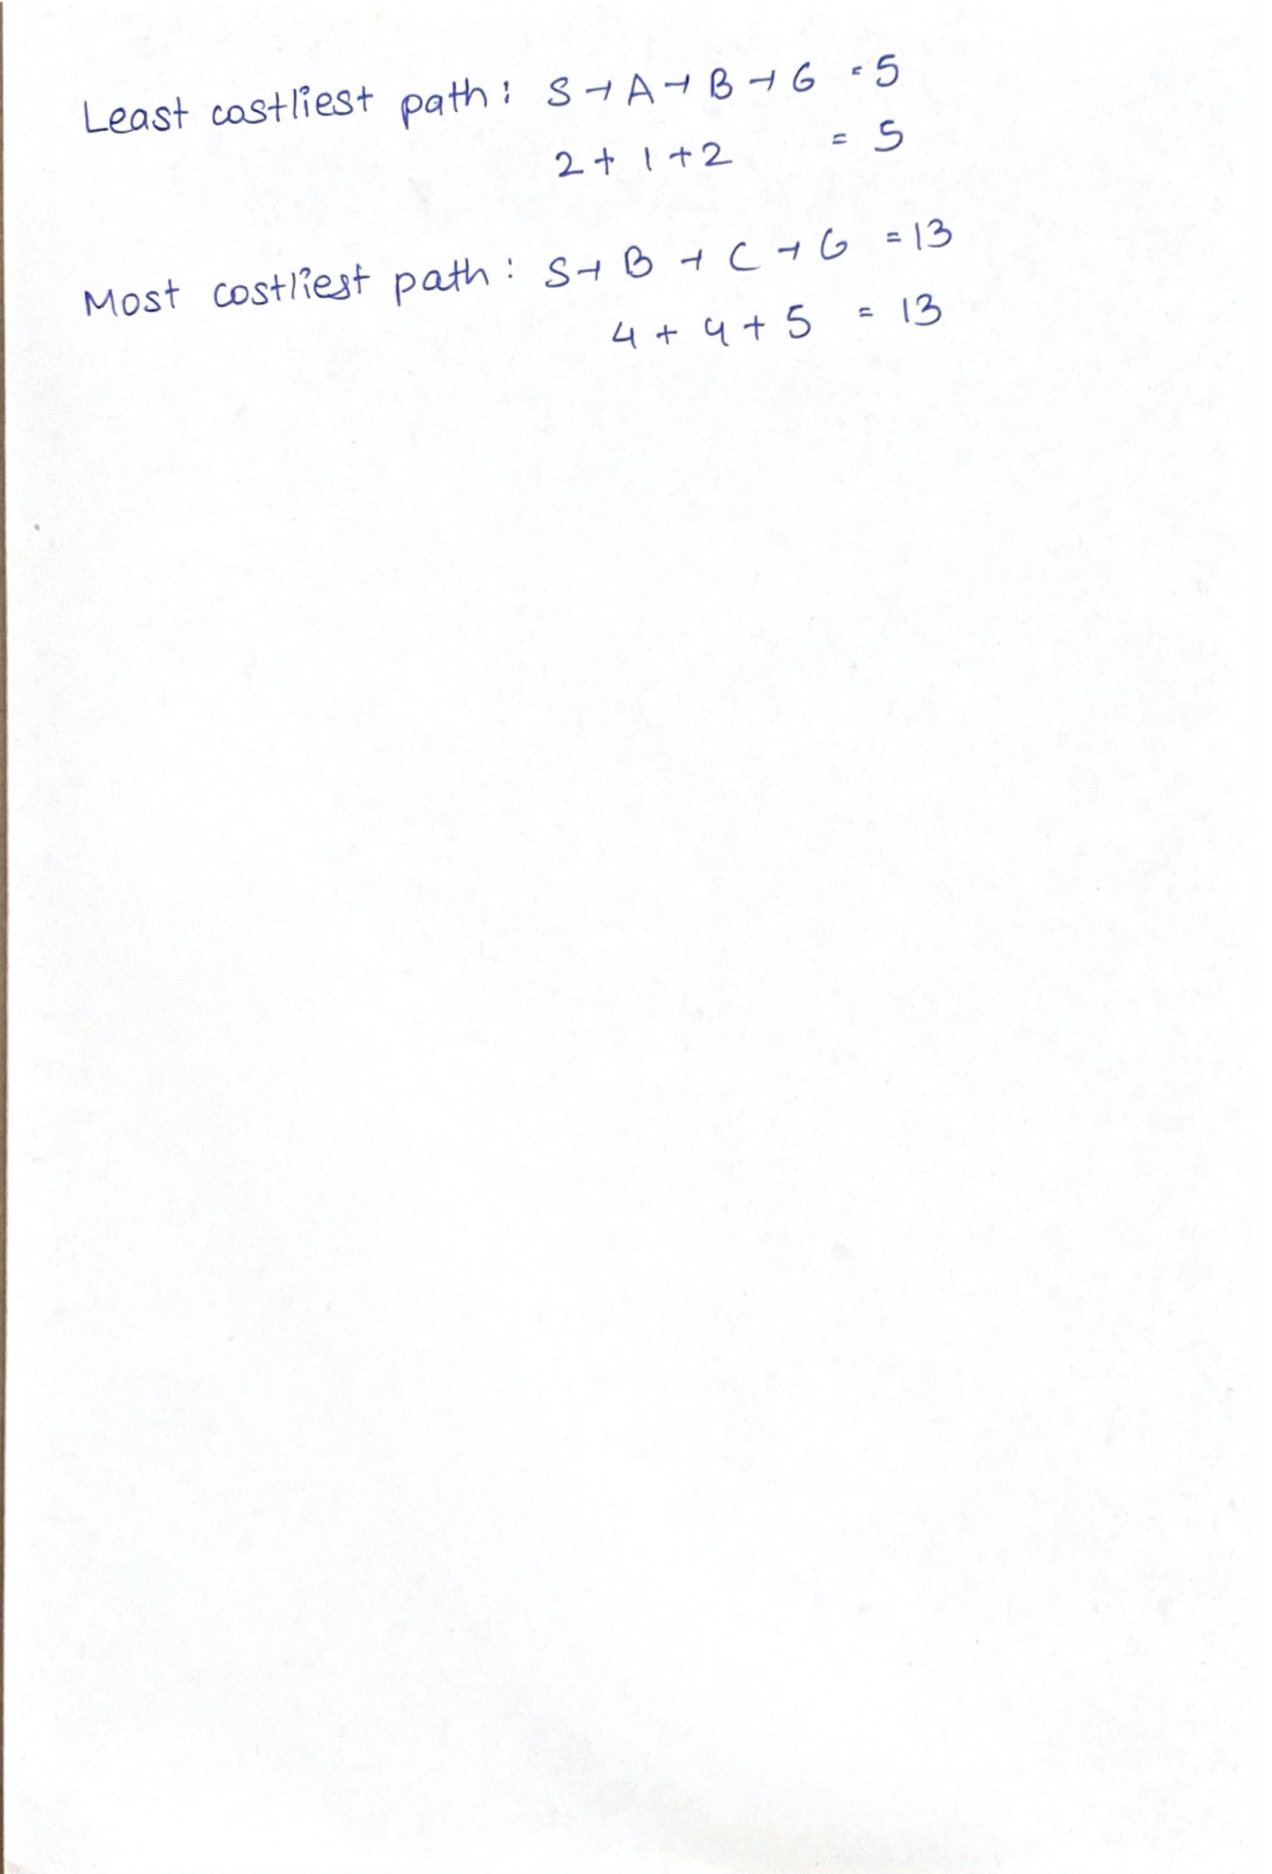 Least costliest path: S → A → B → G = 5
2 + 1 + 2 = 5
Most costliest path: S → B → C → G = 13
4 + 4 + 5 = 13